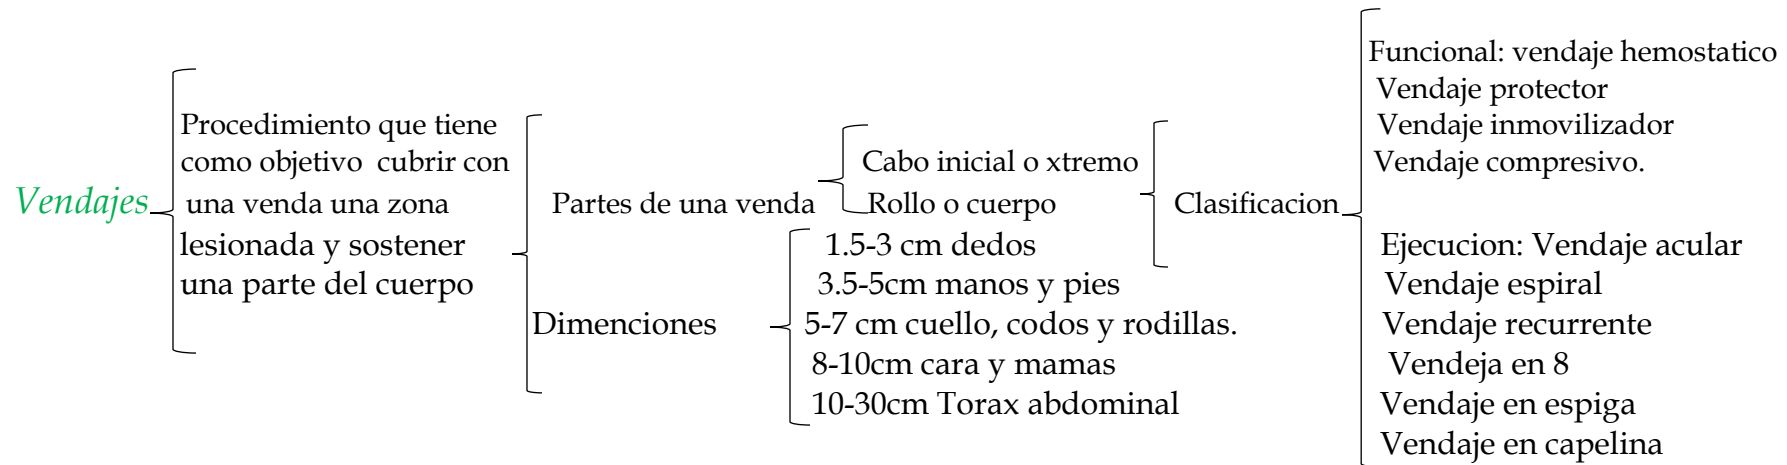 Vendajes
Procedimiento que tiene
como objetivo cubrir con
una venda una zona
lesionada y sostener
una parte del cuerpo
Partes de una venda
Cabo inicial o xtremo
Rollo o cuerpo
Dimenciones
1.5-3 cm dedos
3.5-5cm manos y pies
5-7 cm cuello, codos y rodillas.
8-10cm cara y mamas
10-30cm Torax abdominal
Clasificacion
Funcional: vendaje hemostatico
Vendaje protector
Vendaje inmovilizador
Vendaje compresivo.
Ejecucion: Vendaje acular
Vendaje espiral
Vendaje recurrente
Vendeja en 8
Vendaje en espiga
Vendaje en capelina